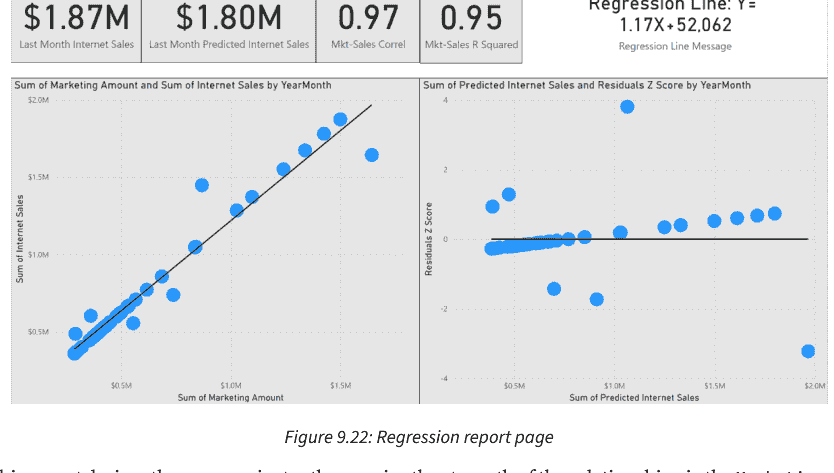 $1.87M
Last Month Internet Sales
$1.80M
Last Month Predicted Internet Sales
0.97
Mkt-Sales Correl
0.95
Mkt-Sales R Squared
Regression Line: Y=
1.17X+52,062
Regression Line Message
Sum of Marketing Amount and Sum of Internet Sales by YearMonth
$2.0M
$1.5M
$1.0M
$0.5M
Sum of Internet Sales
$0.5M
$1.0M
$1.5M
Sum of Marketing Amount
Sum of Predicted Internet Sales and Residuals Z Score by YearMonth
4
2
0
-2
-4
Residuals Z Score
$0.5M
$1.0M
$1.5M
$2.0M
Sum of Predicted Internet Sales
Figure 9.22: Regression report page